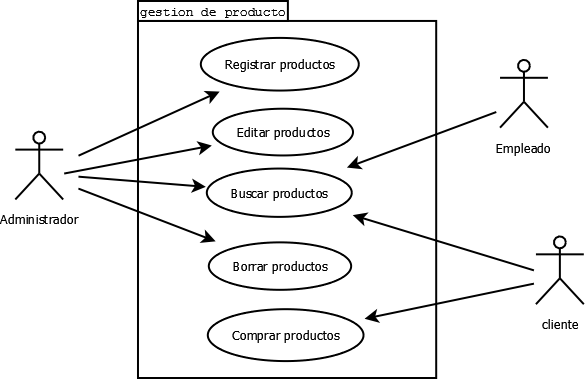 gestion de producto
Registrar productos
Editar productos
Empleado
Buscar productos
Administrador
Borrar productos
cliente
Comprar productos